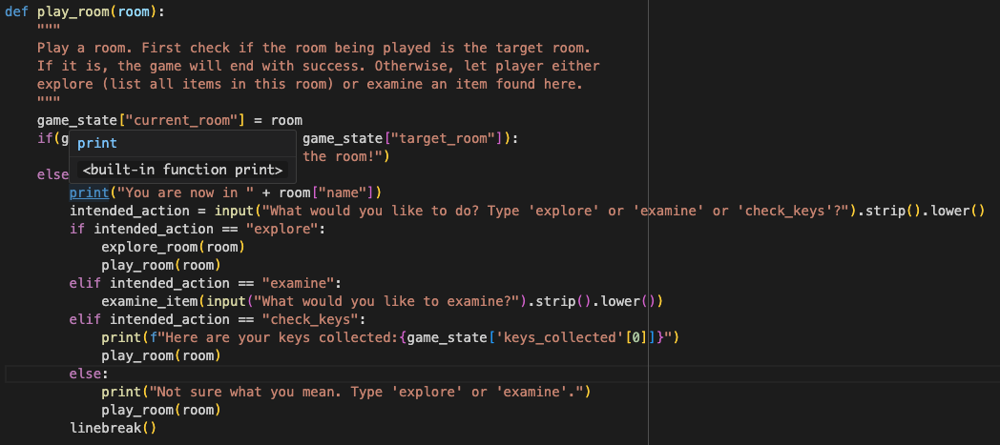 def play_room(room):
    """
    Play a room. First check if the room being played is the target room.
    If it is, the game will end with success. Otherwise, let player either
    explore (list all items in this room) or examine an item found here.
    """
    game_state["current_room"] = room
    if(g game_state["target_room"]):
print
the room!")
<built-in function print>
    else
        print("You are now in " + room["name"])
        intended_action = input("What would you like to do? Type 'explore' or 'examine' or 'check_keys'?").strip().lower()
        if intended_action == "explore":
            explore_room(room)
            play_room(room)
        elif intended_action == "examine":
            examine_item(input("What would you like to examine?").strip().lower())
        elif intended_action == "check_keys":
            print(f"Here are your keys collected:{game_state['keys_collected'[0]]}")
            play_room(room)
        else:
            print("Not sure what you mean. Type 'explore' or 'examine'.")
            play_room(room)
        linebreak()